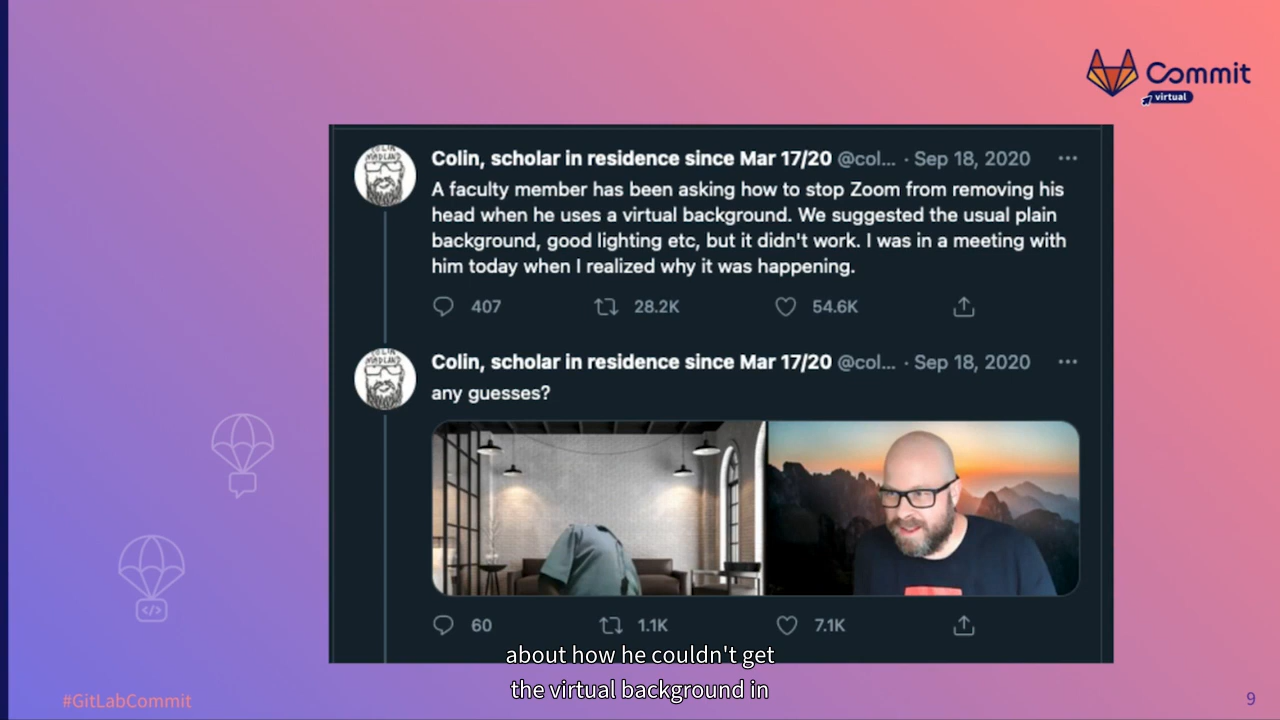 Commit
virtual
Colin, scholar in residence since Mar 17/20 @col... · Sep 18, 2020
A faculty member has been asking how to stop Zoom from removing his
head when he uses a virtual background. We suggested the usual plain
background, good lighting etc, but it didn't work. I was in a meeting with
him today when I realized why it was happening.
407 28.2K 54.6K
Colin, scholar in residence since Mar 17/20 @col... · Sep 18, 2020
any guesses?
60 1.1K 7.1K
about how he couldn't get
the virtual background in
#GitLabCommit
9